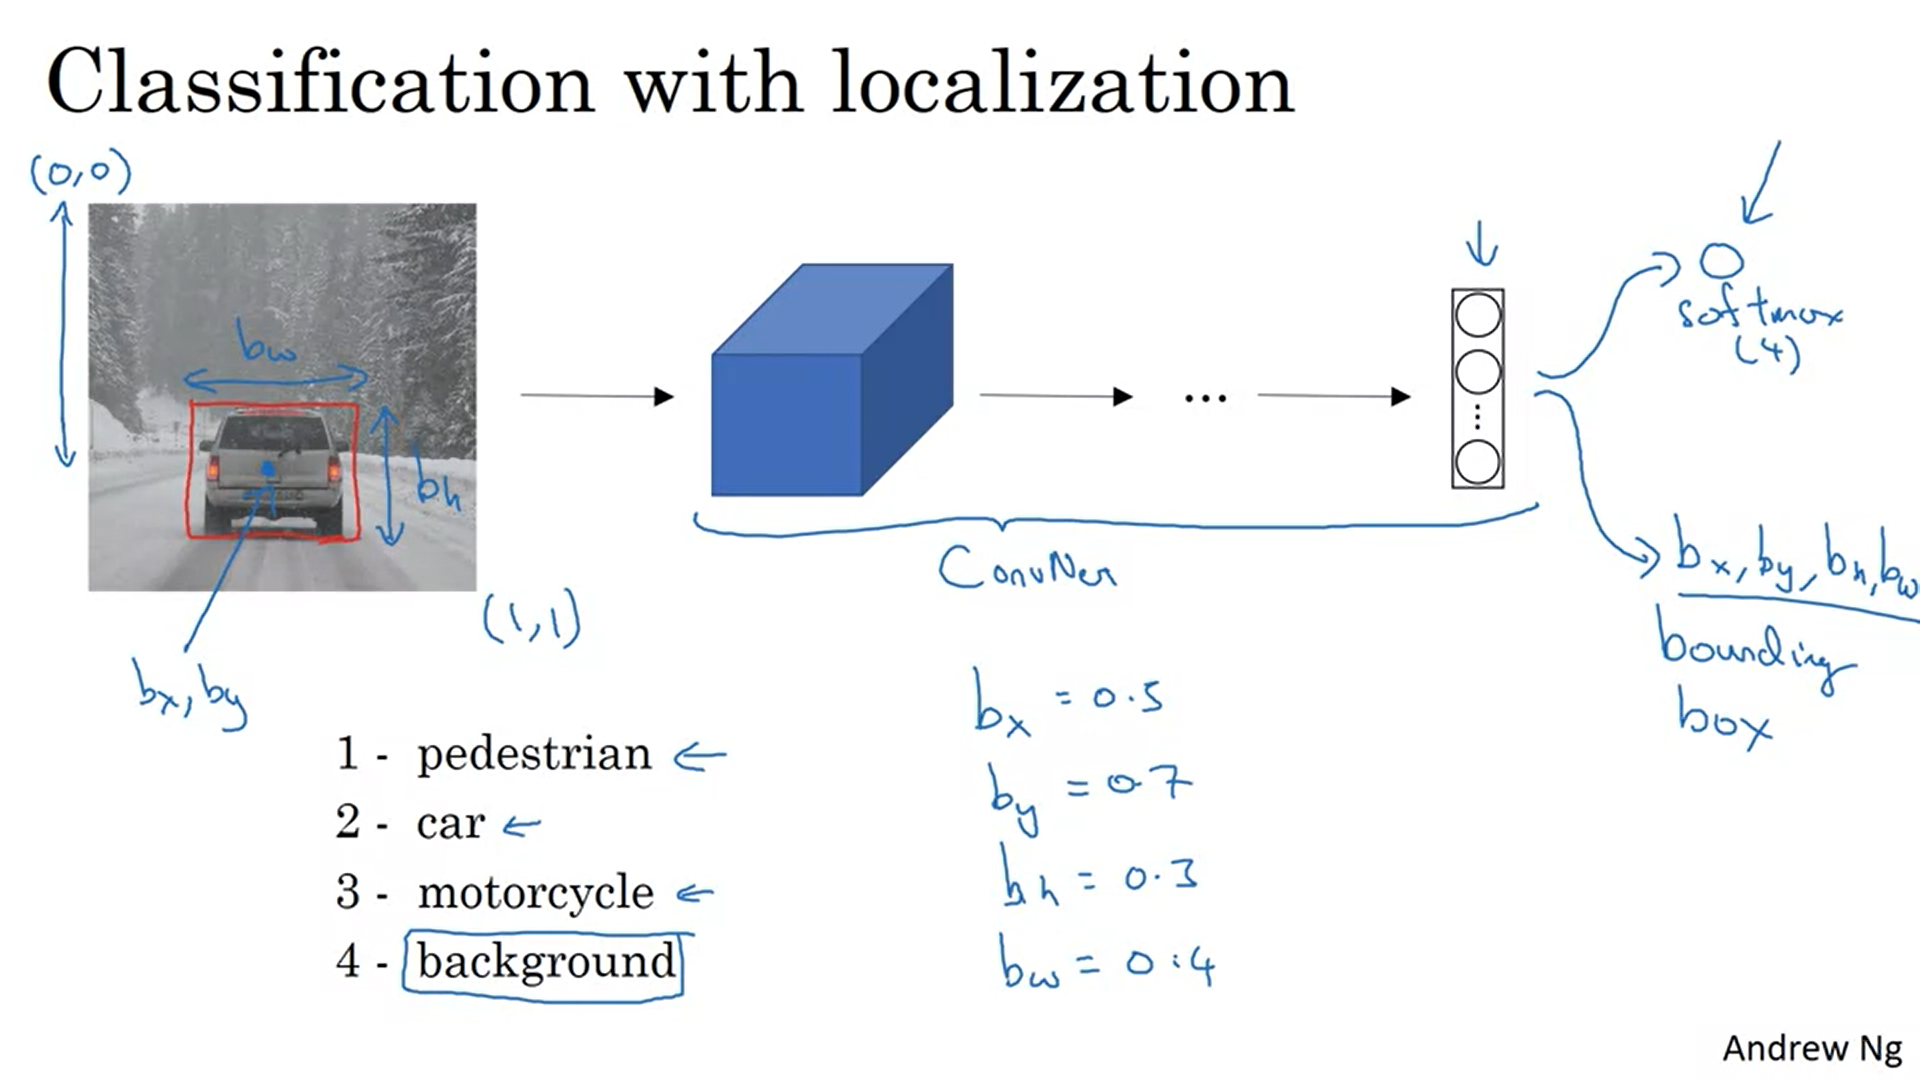 Classification with localization
(0,0)
bw
bh
bx, by
(1,1)
ConvNet
softmax
(4)
bx, by, bh, bw
bounding
box
1 - pedestrian
2 - car
3 - motorcycle
4 - background
bx = 0.5
by = 0.7
bh = 0.3
bw = 0.4
Andrew Ng